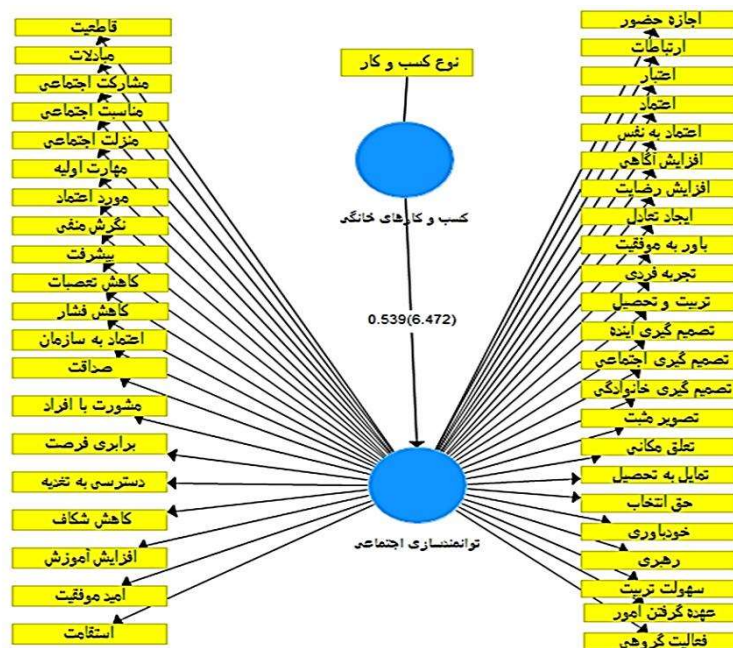 قاطعیت
مبادلات
مشارکت اجتماعی
مناسبت اجتماعی
منزلت اجتماعی
مهارت اولیه
مورد اعتماد
نگرش منفی
پیشرفت
کاهش تعصبات
کاهش فشار
اعتماد به سازمان
صداقت
مشورت با افراد
برابری فرصت
دسترسی به تغذیه
کاهش شکاف
افزایش آموزش
امید موفقیت
استقامت
نوع کسب و کار
کسب و کارهای خانگی
0.539(6.472)
توانمندسازی اجتماعی
اجازه حضور
ارتباطات
اعتبار
اعتماد
اعتماد به نفس
افزایش آگاهی
افزایش رضایت
ایجاد تعادل
باور به موفقیت
تجربه فردی
تربیت و تحصیل
تصمیم گیری آینده
تصمیم گیری اجتماعی
تصمیم گیری خانوادگی
تصویر مثبت
تعلق مکانی
تمایل به تحصیل
حق انتخاب
خودباوری
رهبری
سهولت تربیت
عهده گرفتن امور
فعالیت گروهی